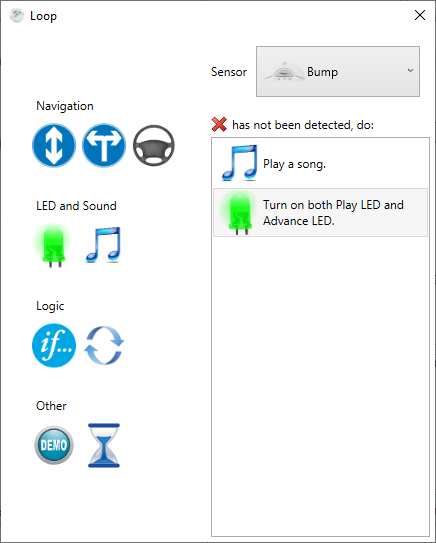 Loop
Sensor
Bump
Navigation
has not been detected, do:
Play a song.
LED and Sound
Turn on both Play LED and
Advance LED.
Logic
if...
Other
DEMO